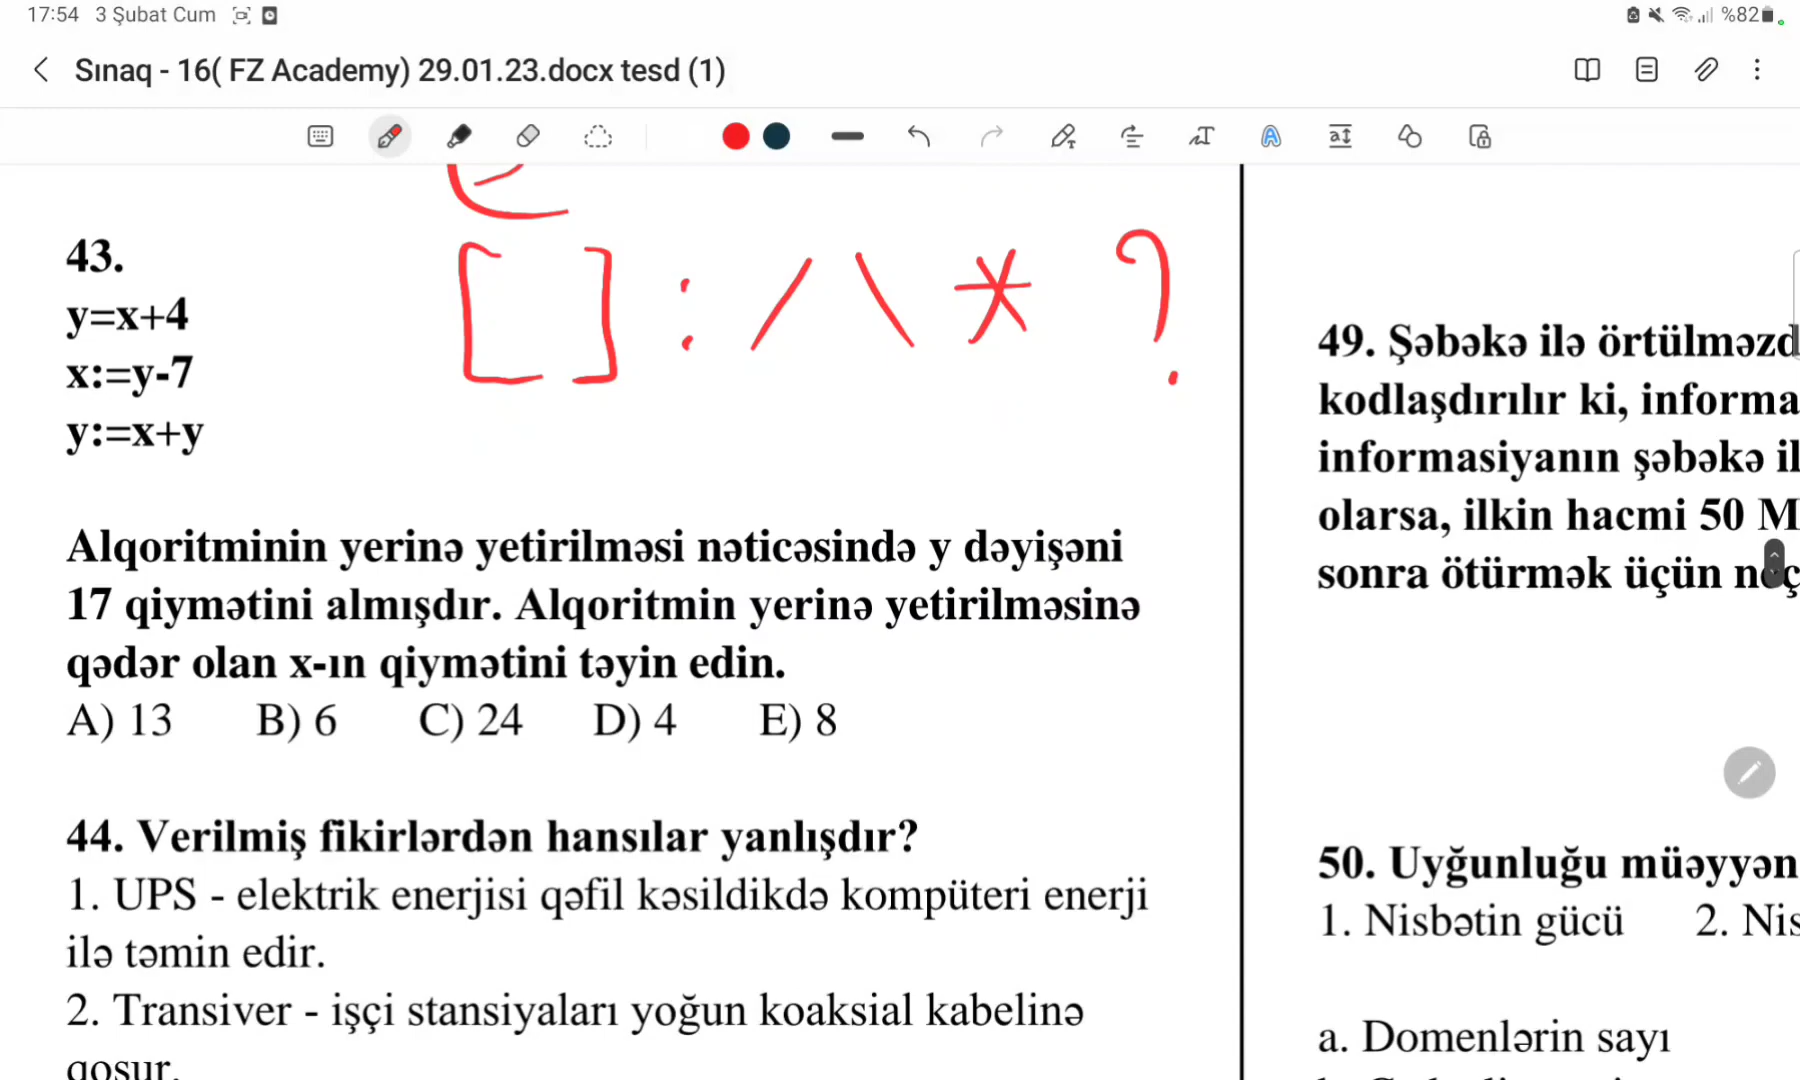 17:54 3 Şubat Cum %82
Sınaq - 16( FZ Academy) 29.01.23.docx tesd (1)
[ ] : / \ * ?
43.
y=x+4
x:=y-7
y:=x+y
Alqoritminin yerinə yetirilməsi nəticəsində y dəyişəni
17 qiymətini almışdır. Alqoritmin yerinə yetirilməsinə
qədər olan x-ın qiymətini təyin edin.
A) 13 B) 6 C) 24 D) 4 E) 8
44. Verilmiş fikirlərdən hansılar yanlışdır?
1. UPS - elektrik enerjisi qəfil kəsildikdə kompüteri enerji
ilə təmin edir.
2. Transiver - işçi stansiyaları yoğun koaksial kabelinə
qoşur.
49. Şəbəkə ilə örtülməzd
kodlaşdırılır ki, informa
informasiyanın şəbəkə il
olarsa, ilkin hacmi 50 M
sonra ötürmək üçün neç
50. Uyğunluğu müəyyən
1. Nisbətin gücü 2. Nis
a. Domenlərin sayı